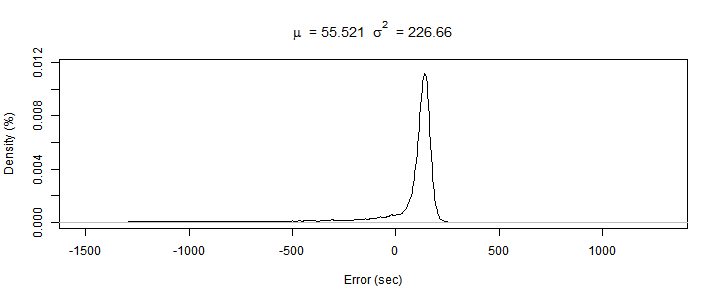 μ = 55.521 σ² = 226.66
Density (%)
0.012
0.008
0.004
0.000
-1500 -1000 -500 0 500 1000
Error (sec)